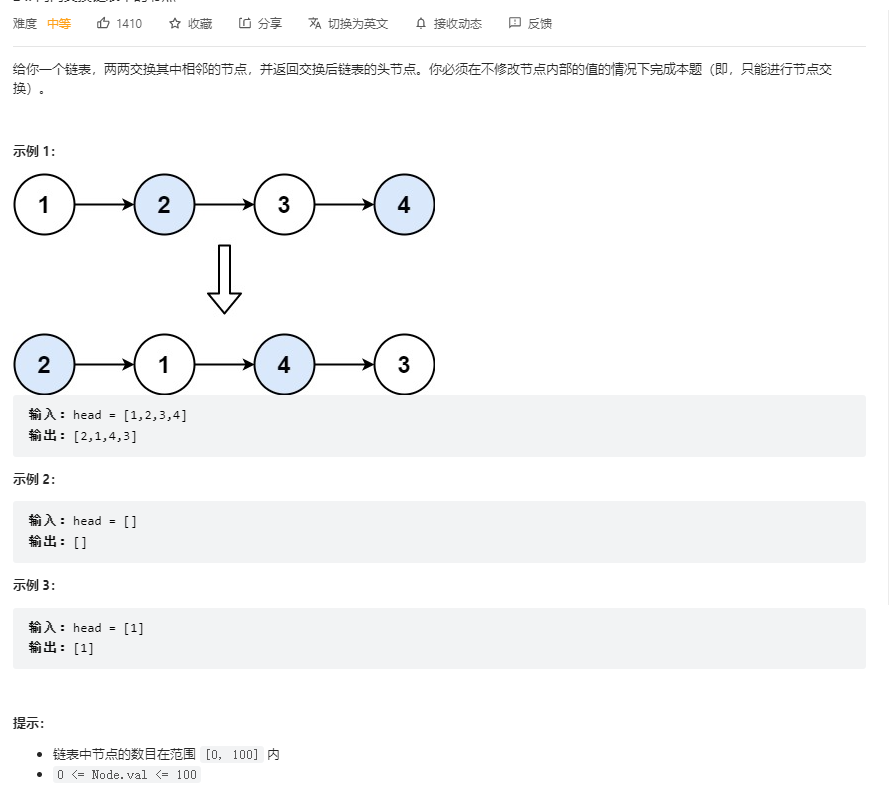 难度 中等 1410 收藏 分享 切换为英文 接收动态 反馈
给你一个链表，两两交换其中相邻的节点，并返回交换后链表的头节点。你必须在不修改节点内部的值的情况下完成本题（即，只能进行节点交
换）。
示例 1：
1 2 3 4
2 1 4 3
输入：head = [1,2,3,4]
输出：[2,1,4,3]
示例 2：
输入：head = []
输出：[]
示例 3：
输入：head = [1]
输出：[1]
提示：
链表中节点的数目在范围 [0, 100] 内
0 <= Node.val <= 100